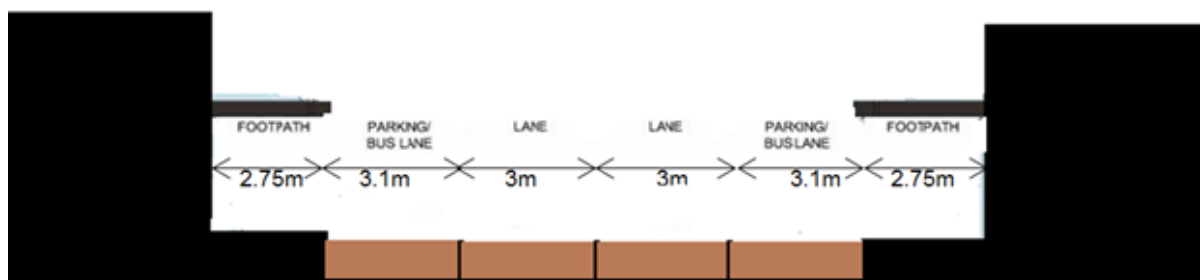 FOOTPATH
PARKING/
BUS LANE
LANE
LANE
PARKING/
BUS LANE
FOOTPATH
2.75m
3.1m
3m
3m
3.1m
2.75m